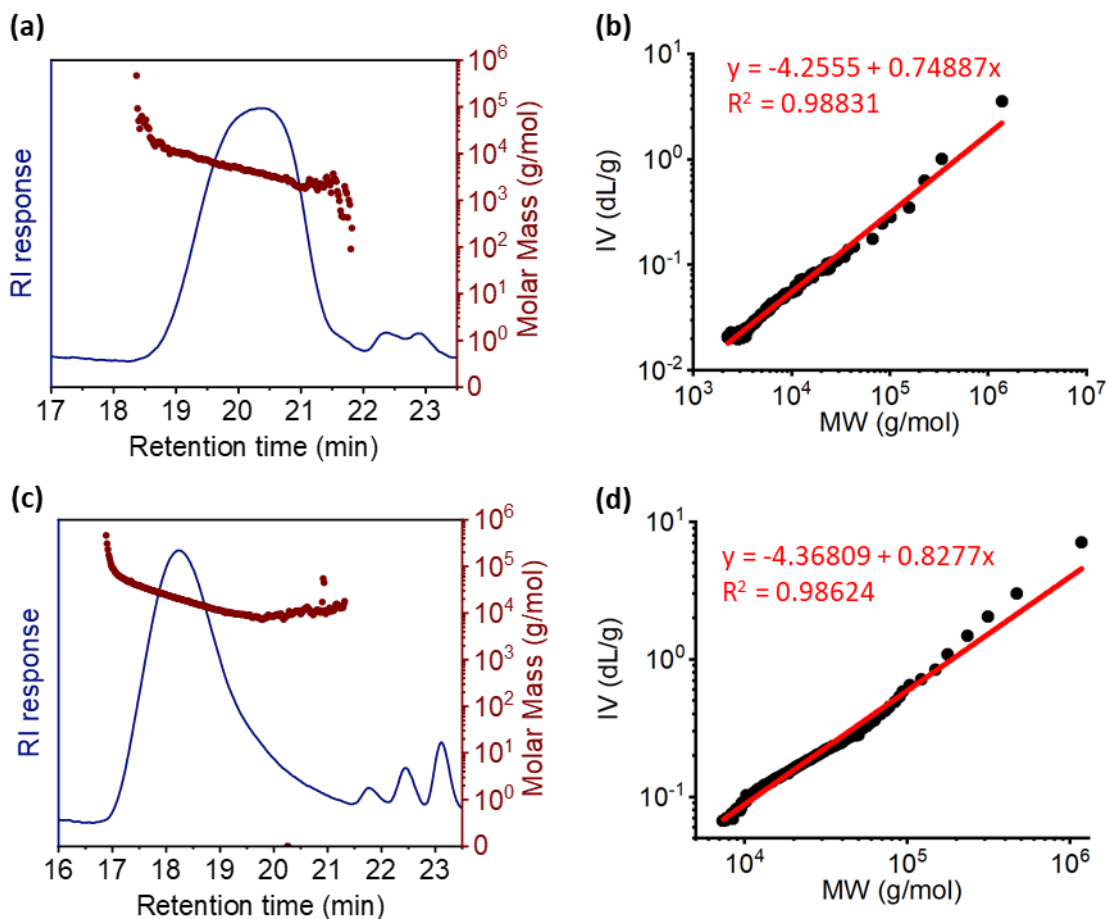 (a)
RI response
10⁶
10⁵
10⁴
10³
10²
10¹
10⁰
0
Molar Mass (g/mol)
17 18 19 20 21 22 23
Retention time (min)
(b)
IV (dL/g)
10¹
10⁰
10⁻¹
10⁻²
y = -4.2555 + 0.74887x
R² = 0.98831
10³ 10⁴ 10⁵ 10⁶ 10⁷
MW (g/mol)
(c)
RI response
10⁶
10⁵
10⁴
10³
10²
10¹
10⁰
0
Molar Mass (g/mol)
16 17 18 19 20 21 22 23
Retention time (min)
(d)
IV (dL/g)
10¹
10⁰
10⁻¹
y = -4.36809 + 0.8277x
R² = 0.98624
10⁴ 10⁵ 10⁶
MW (g/mol)